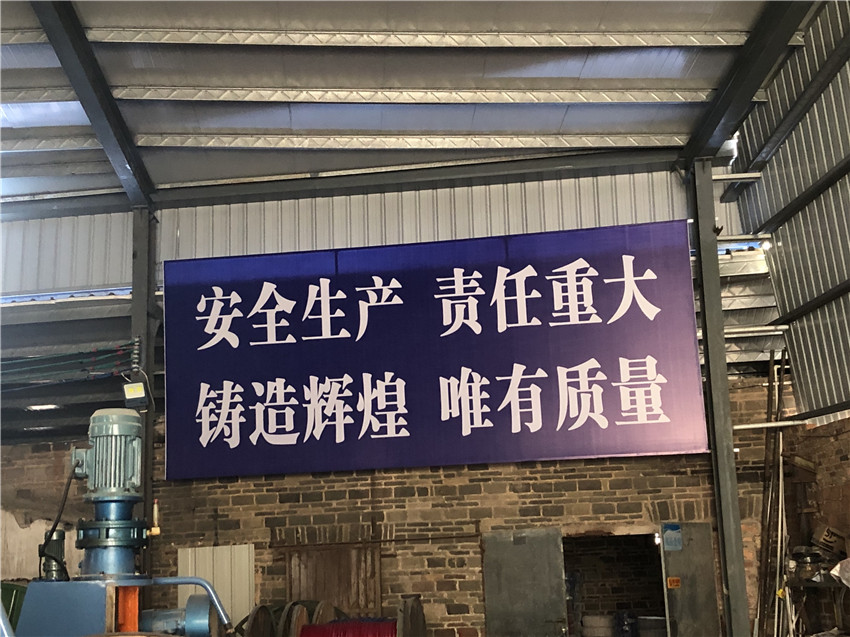 安全生产 责任重大
铸造辉煌 唯有质量